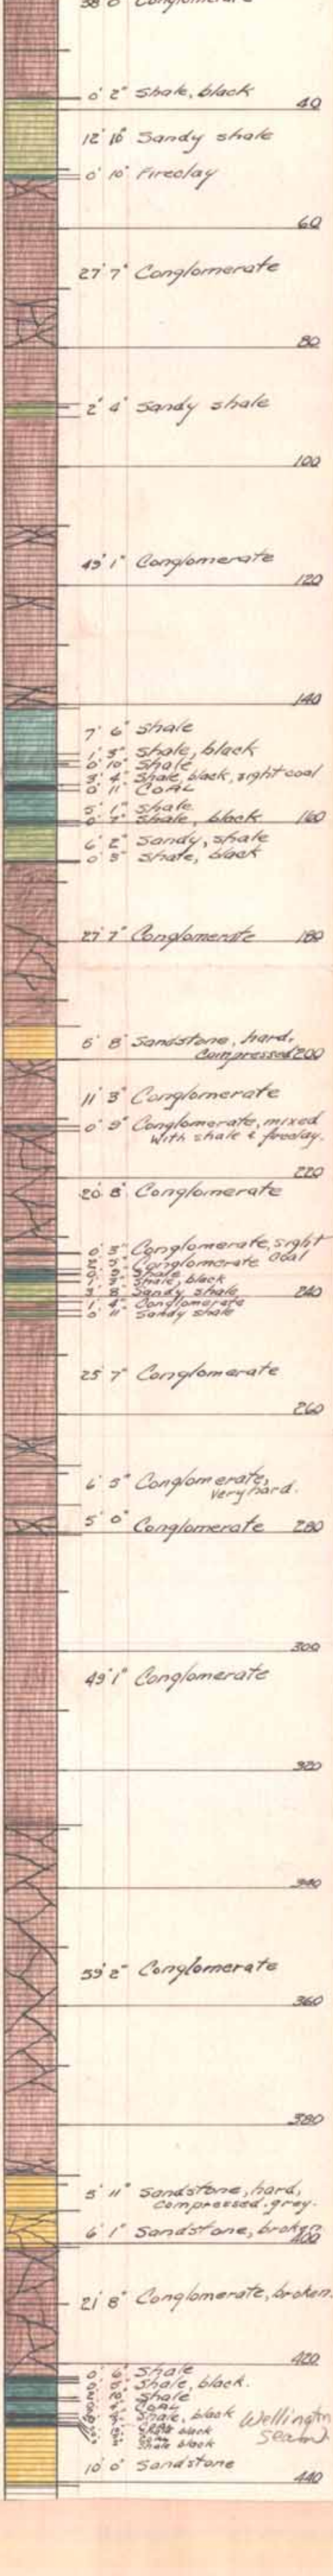 38' 0" Conglomerate
0' 2" Shale, black
40
12' 10" Sandy shale
0' 10" Fireclay
60
27' 7" Conglomerate
80
2' 4" Sandy shale
100
49' 1" Conglomerate
120
140
7' 6" Shale
1' 3" Shale, black
0' 10" Shale
3' 4" Shale, black, sight coal
0' 11" COAL
5' 1" Shale
0' 7" Shale, black 160
6' 2" Sandy, shale
0' 5" Shale, black
27' 7" Conglomerate 180
5' 8" Sandstone, hard,
Compressed 200
11' 3" Conglomerate
0' 9" Conglomerate, mixed
with shale & fireclay.
220
20' 8" Conglomerate
Conglomerate, sight
Conglomerate coal
Shale
Shale, black
Sandy shale 240
1' 4" Conglomerate
0' 11" Sandy shale
25' 7" Conglomerate
260
6' 5" Conglomerate,
Very hard.
5' 0" Conglomerate 280
300
49' 1" Conglomerate
320
340
59' 2" Conglomerate
360
380
5' 11" Sandstone, hard,
compressed. grey.
6' 1" Sandstone, broken
400
21' 8" Conglomerate, broken.
420
0' 6" Shale
Shale, black.
Shale
COAL
Shale, black Wellington
Seam
Shale black
10' 0" Sandstone
440